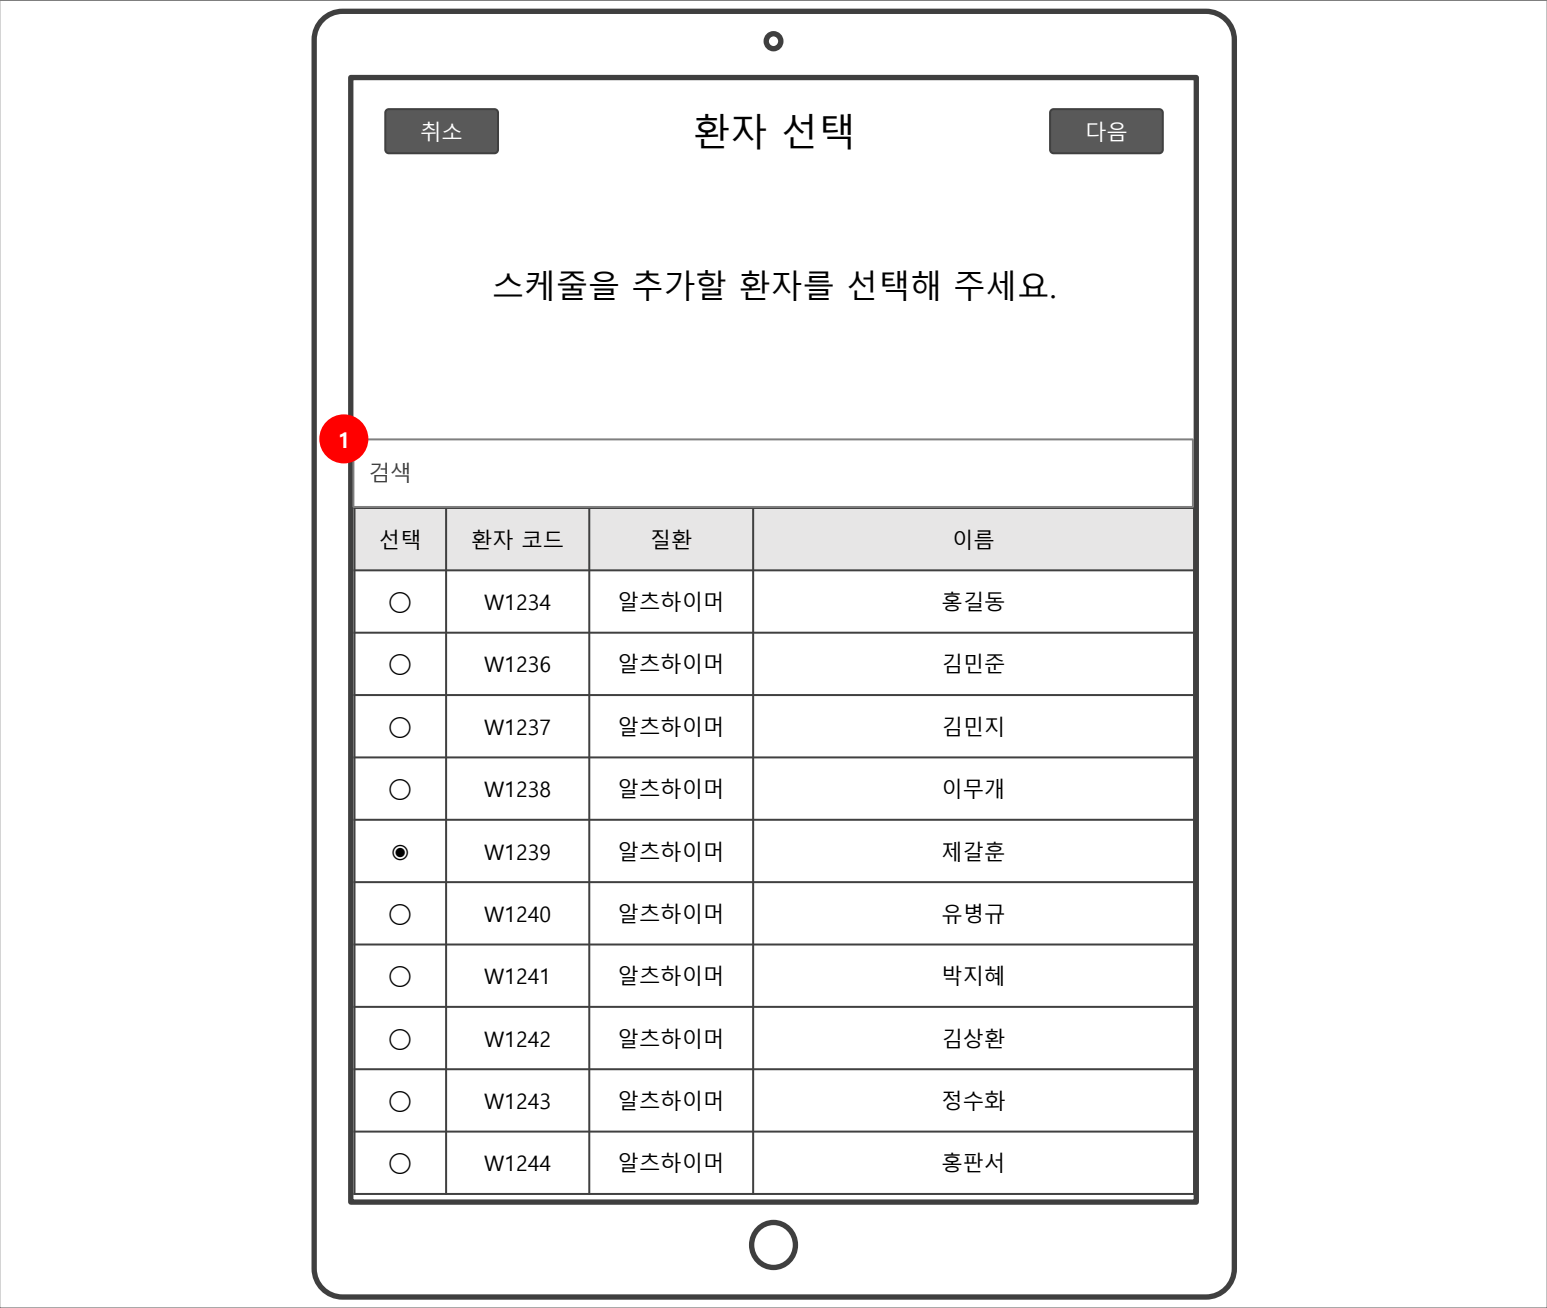 취소 환자 선택 다음
스케줄을 추가할 환자를 선택해 주세요.
1
검색
선택 환자 코드 질환 이름
W1234 알츠하이머 홍길동
W1236 알츠하이머 김민준
W1237 알츠하이머 김민지
W1238 알츠하이머 이무개
W1239 알츠하이머 제갈훈
W1240 알츠하이머 유병규
W1241 알츠하이머 박지혜
W1242 알츠하이머 김상환
W1243 알츠하이머 정수화
W1244 알츠하이머 홍판서